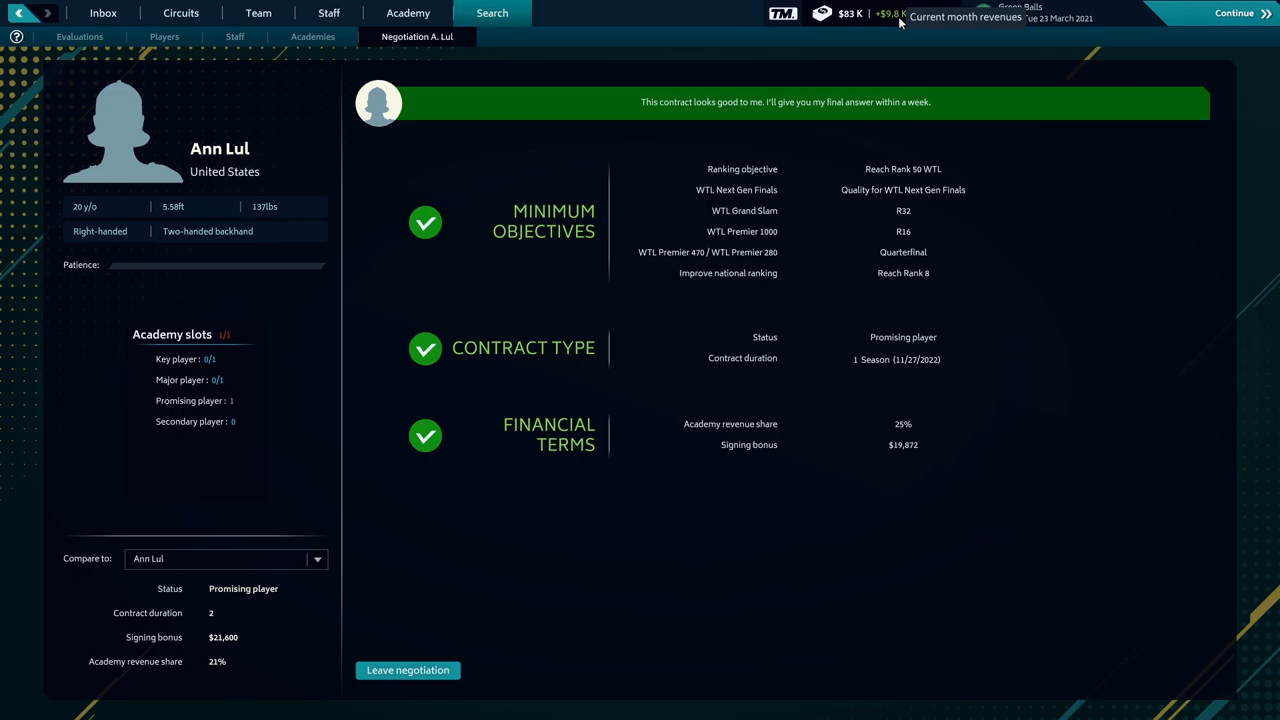 Inbox
Circuits
Team
Staff
Academy
Search
TM.
$83 K
+$9.8 K
Current month revenues
Green Balls
Tue 23 March 2021
Continue
?
Evaluations
Players
Staff
Academies
Negotiation A. Lul
Ann Lul
United States
20 y/o
5.58ft
137lbs
Right-handed
Two-handed backhand
Patience:
Academy slots 1/1
Key player: 0/1
Major player: 0/1
Promising player: 1
Secondary player: 0
Compare to: Ann Lul
Status Promising player
Contract duration 2
Signing bonus $21,600
Academy revenue share 21%
This contract looks good to me. I'll give you my final answer within a week.
MINIMUM
OBJECTIVES
Ranking objective Reach Rank 50 WTL
WTL Next Gen Finals Quality for WTL Next Gen Finals
WTL Grand Slam R32
WTL Premier 1000 R16
WTL Premier 470 / WTL Premier 280 Quarterfinal
Improve national ranking Reach Rank 8
CONTRACT TYPE
Status Promising player
Contract duration 1 Season (11/27/2022)
FINANCIAL
TERMS
Academy revenue share 25%
Signing bonus $19,872
Leave negotiation